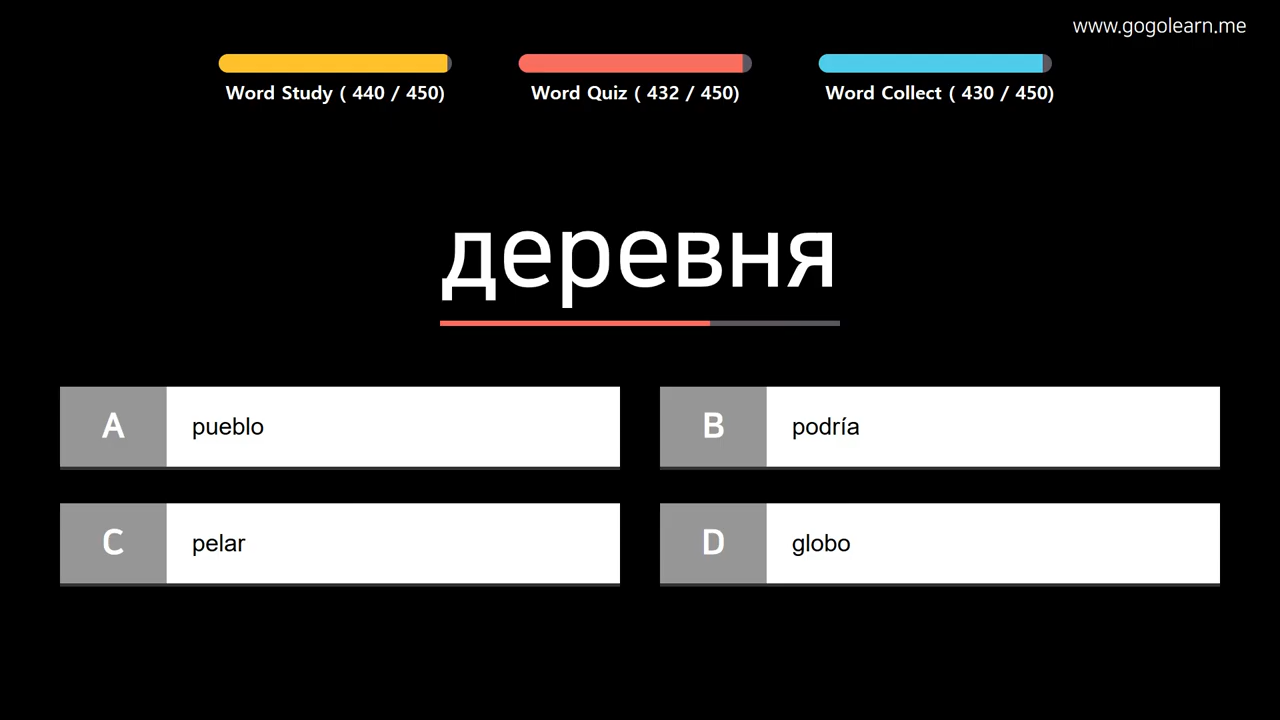 www.gogolearn.me
Word Study ( 440 / 450)
Word Quiz ( 432 / 450)
Word Collect ( 430 / 450)
деревня
A pueblo
B podría
C pelar
D globo